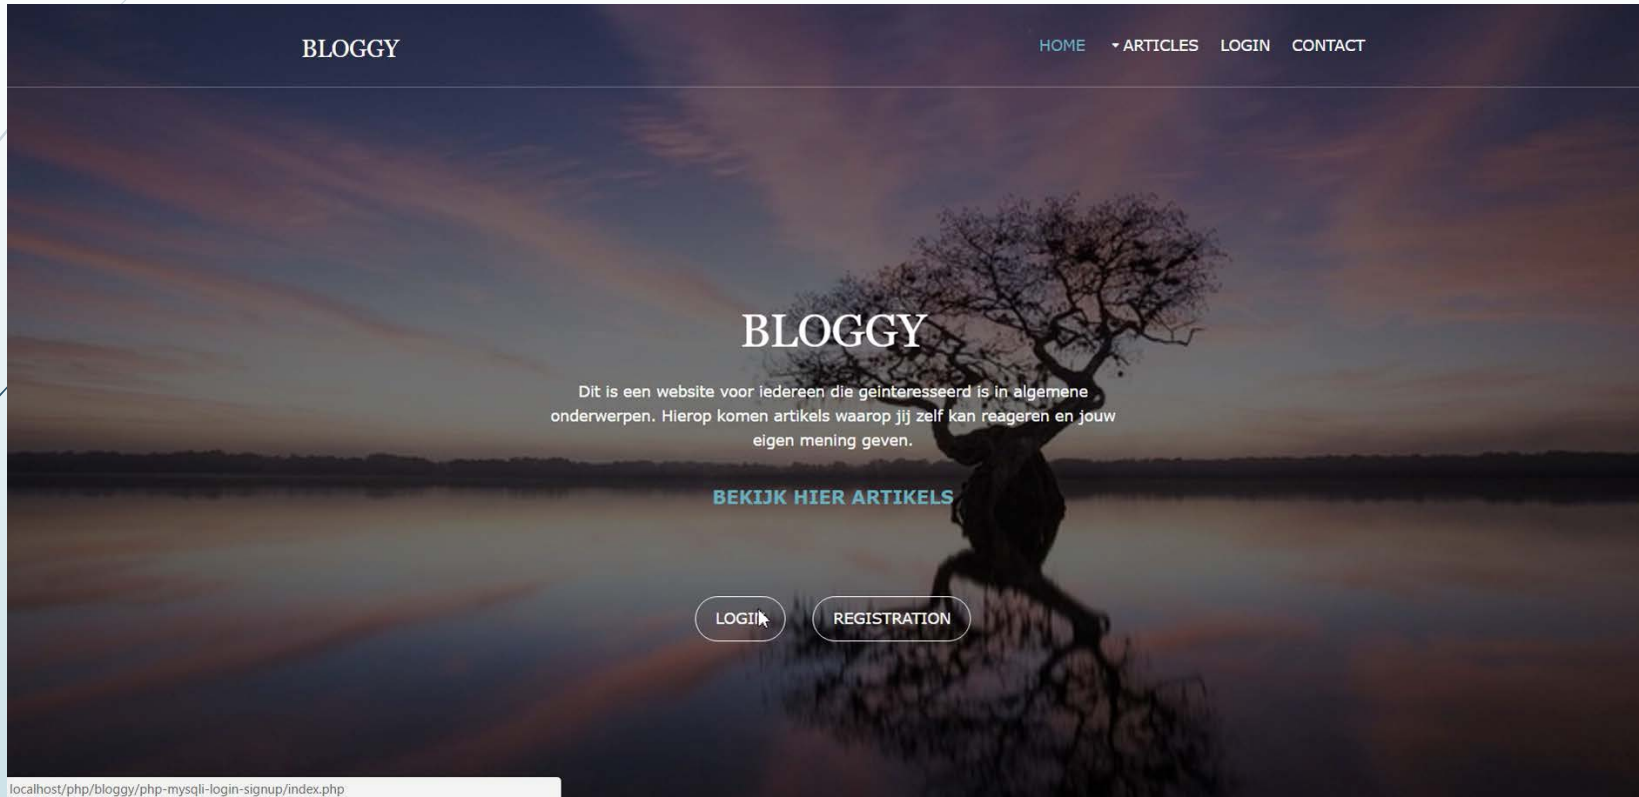 BLOGGY
HOME ARTICLES LOGIN CONTACT
BLOGGY
Dit is een website voor iedereen die geinteresseerd is in algemene
onderwerpen. Hierop komen artikels waarop jij zelf kan reageren en jouw
eigen mening geven.
BEKIJK HIER ARTIKELS
LOGIN REGISTRATION
localhost/php/bloggy/php-mysqli-login-signup/index.php